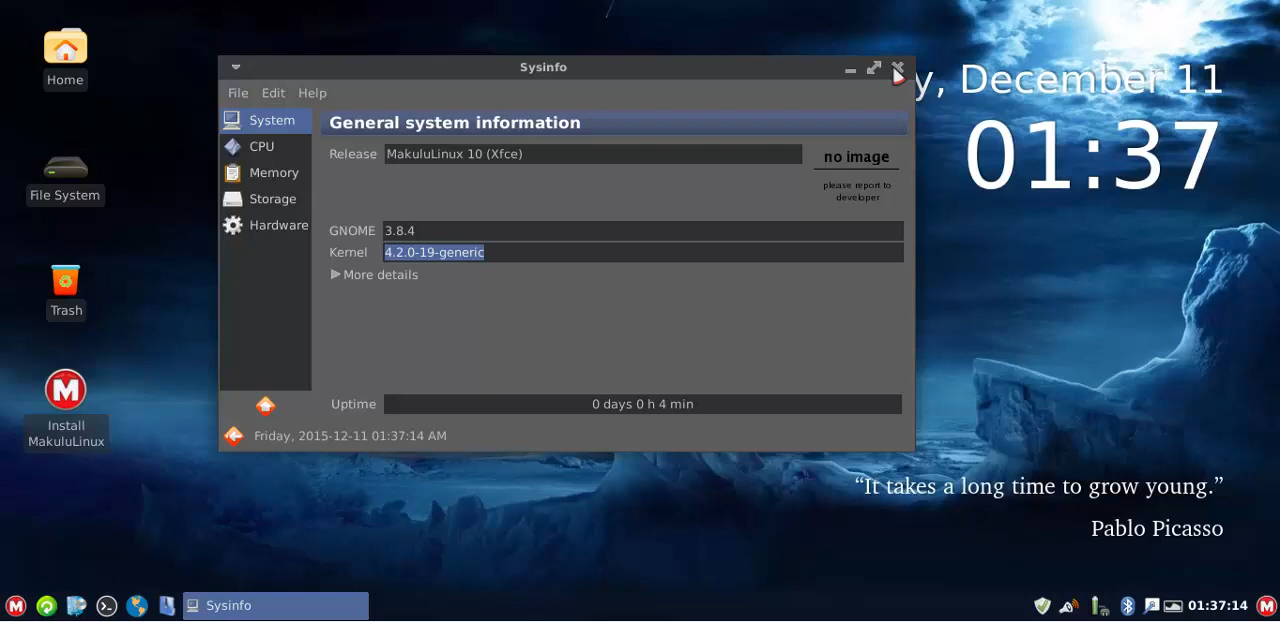 Home
File System
Trash
Install
MakuluLinux
Sysinfo
File Edit Help
System
CPU
Memory
Storage
Hardware
General system information
Release MakuluLinux 10 (Xfce)
no image
please report to
developer
GNOME 3.8.4
Kernel 4.2.0-19-generic
More details
Uptime 0 days 0 h 4 min
Friday, 2015-12-11 01:37:14 AM
y, December 11
01:37
“It takes a long time to grow young.”
Pablo Picasso
M
M
Sysinfo
01:37:14
M